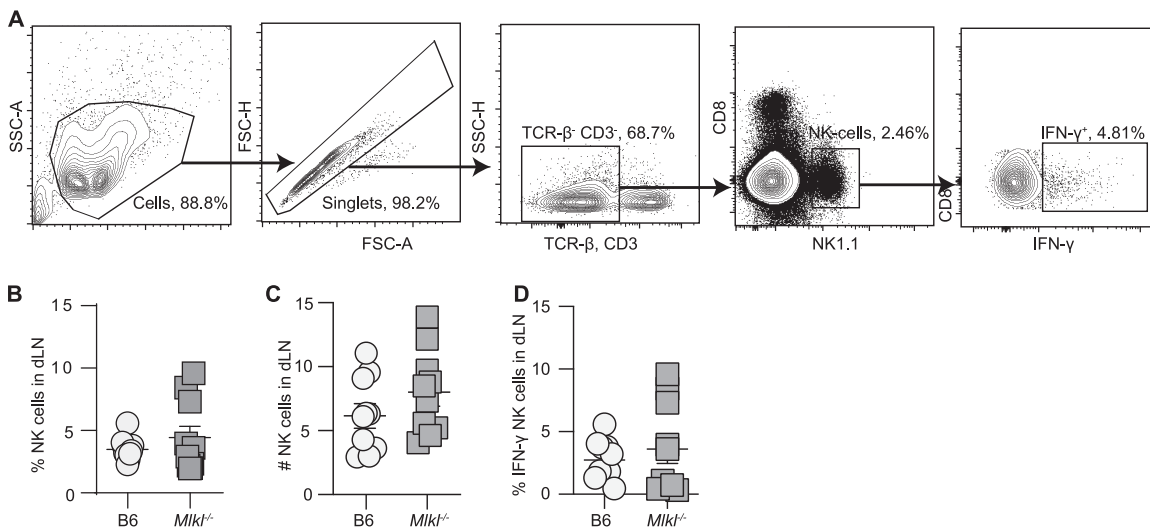 A
SSC-A
Cells, 88.8%
FSC-H
Singlets, 98.2%
FSC-A
SSC-H
TCR-β⁻ CD3⁻, 68.7%
TCR-β, CD3
CD8
NK-cells, 2.46%
NK1.1
CD8
IFN-γ⁺, 4.81%
IFN-γ
B
% NK cells in dLN
15
10
5
0
B6
Mlkl⁻/⁻
C
# NK cells in dLN
15
10
5
0
B6
Mlkl⁻/⁻
D
% IFN-γ NK cells in dLN
15
10
5
0
B6
Mlkl⁻/⁻